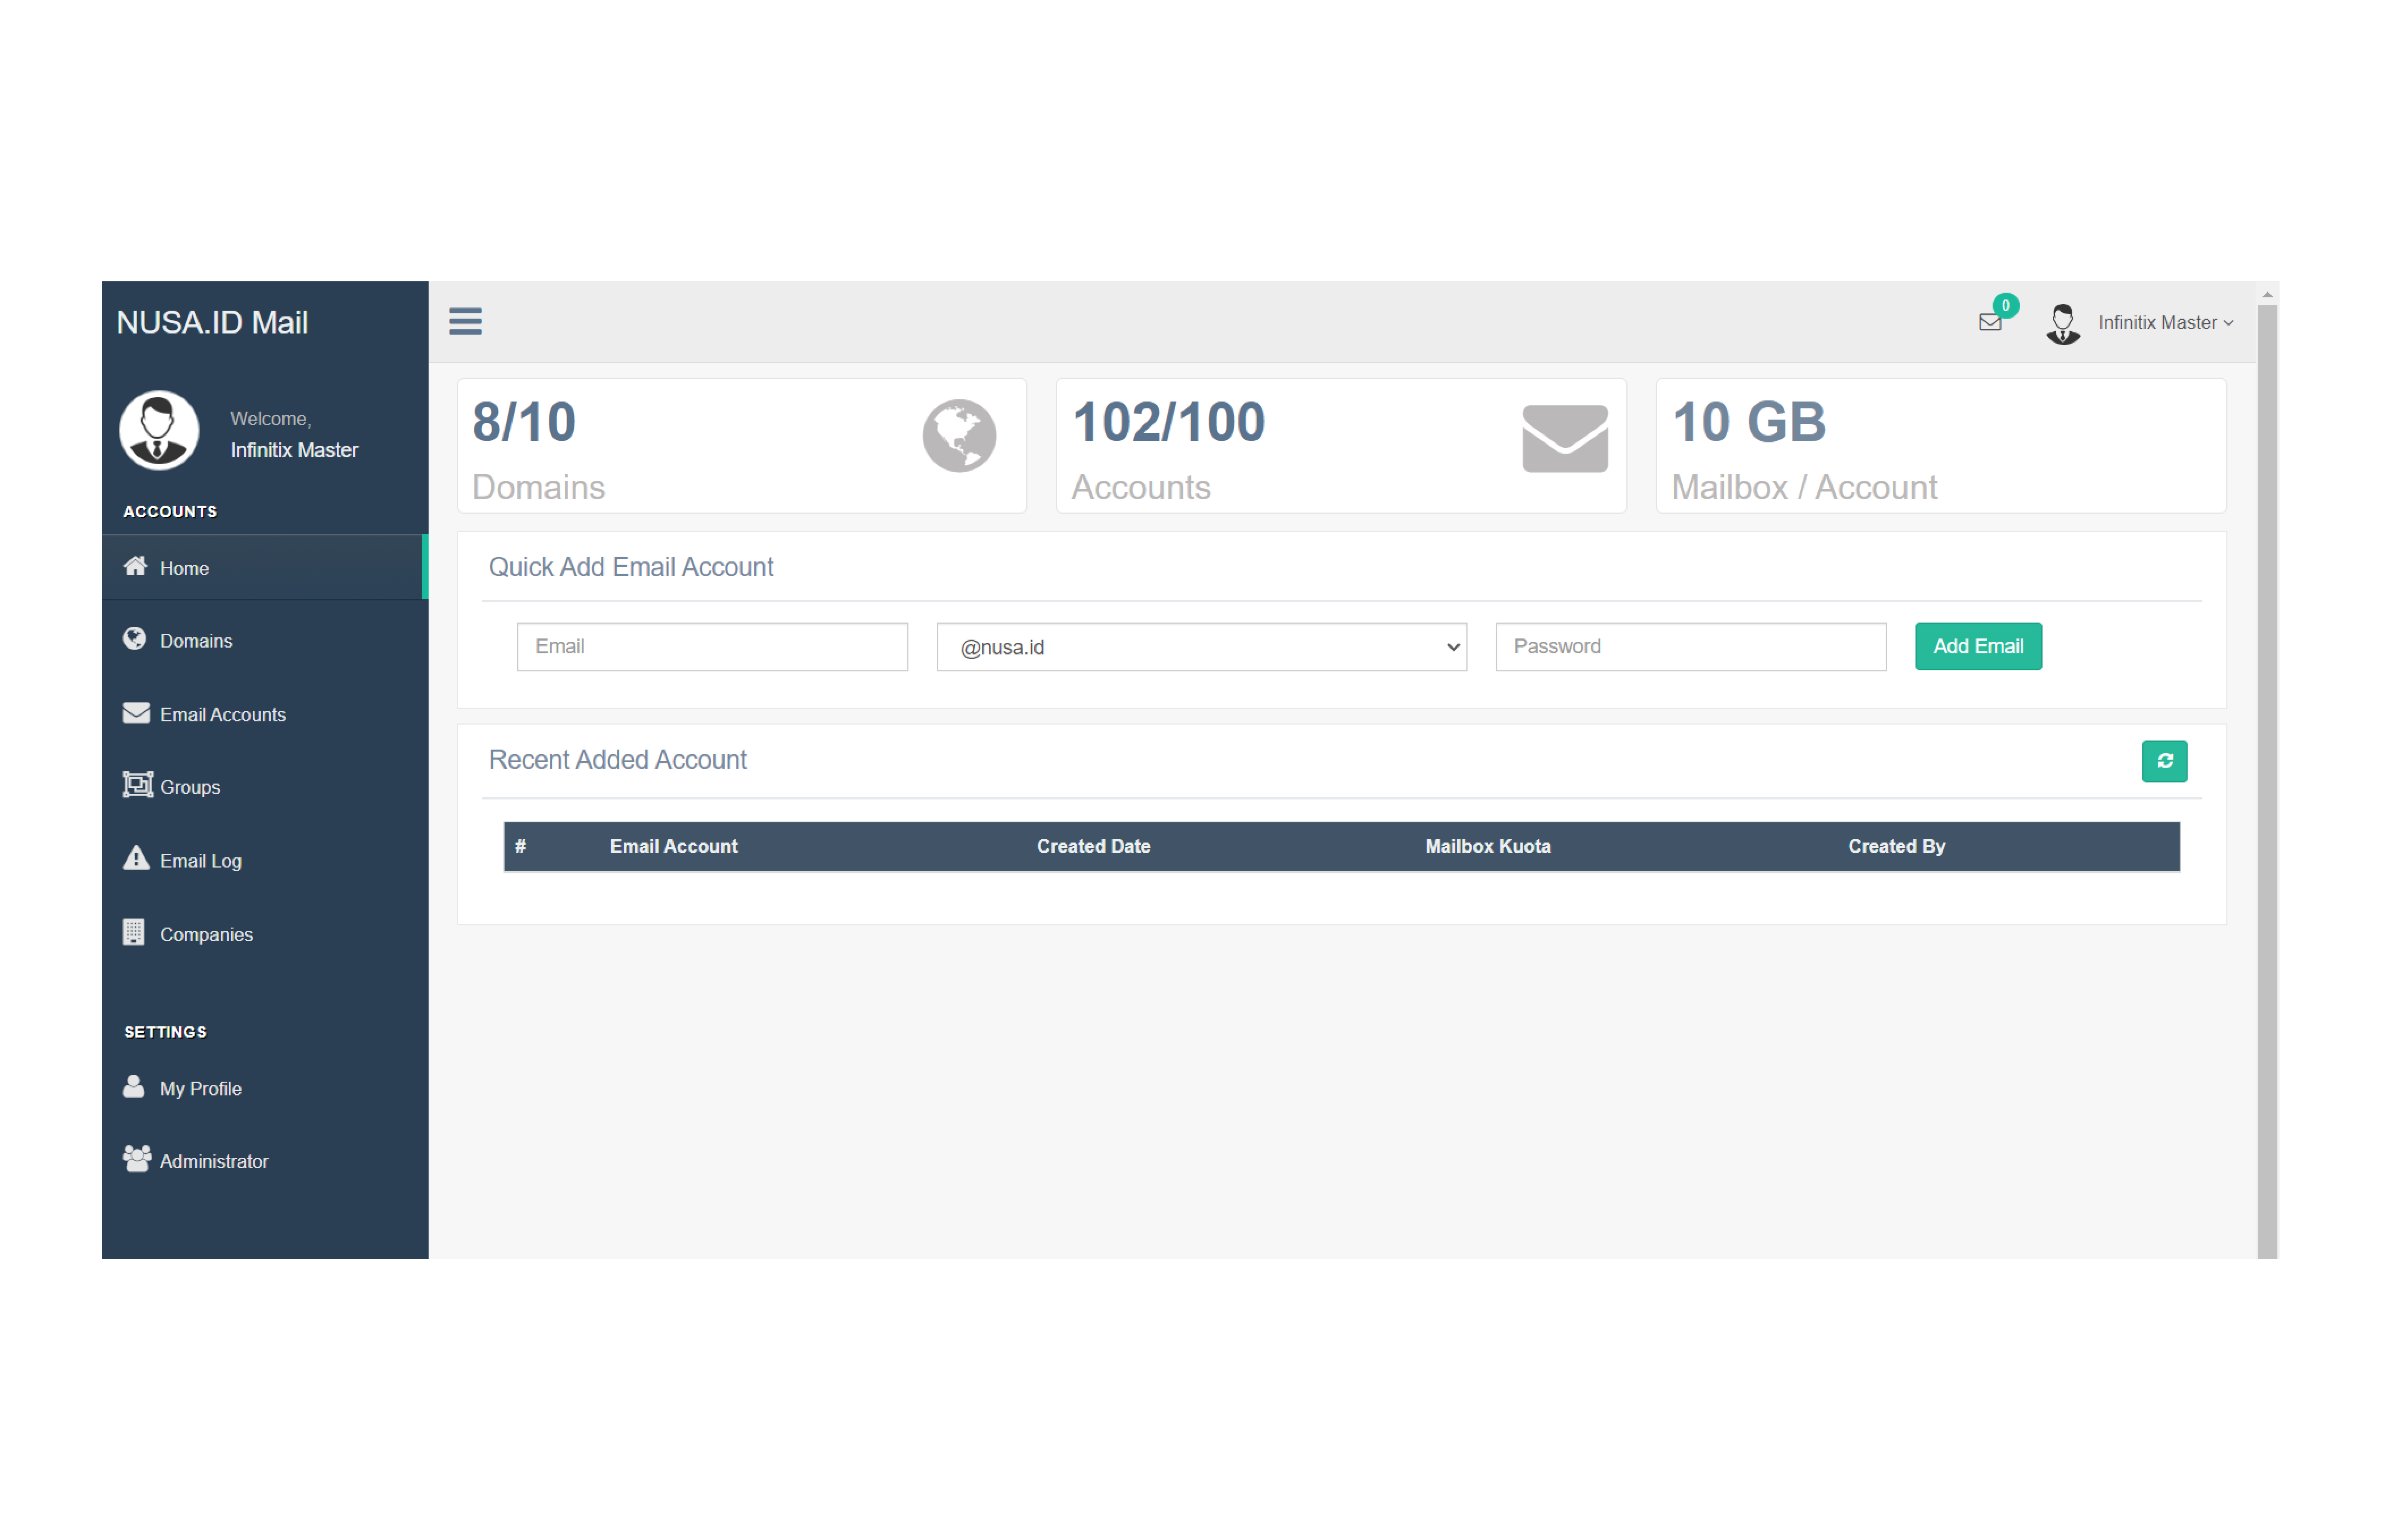 NUSA.ID Mail
0
Infinitix Master
Welcome,
Infinitix Master
ACCOUNTS
Home
Domains
Email Accounts
Groups
Email Log
Companies
SETTINGS
My Profile
Administrator
8/10
Domains
102/100
Accounts
10 GB
Mailbox / Account
Quick Add Email Account
Email
@nusa.id
Password
Add Email
Recent Added Account
# Email Account Created Date Mailbox Kuota Created By